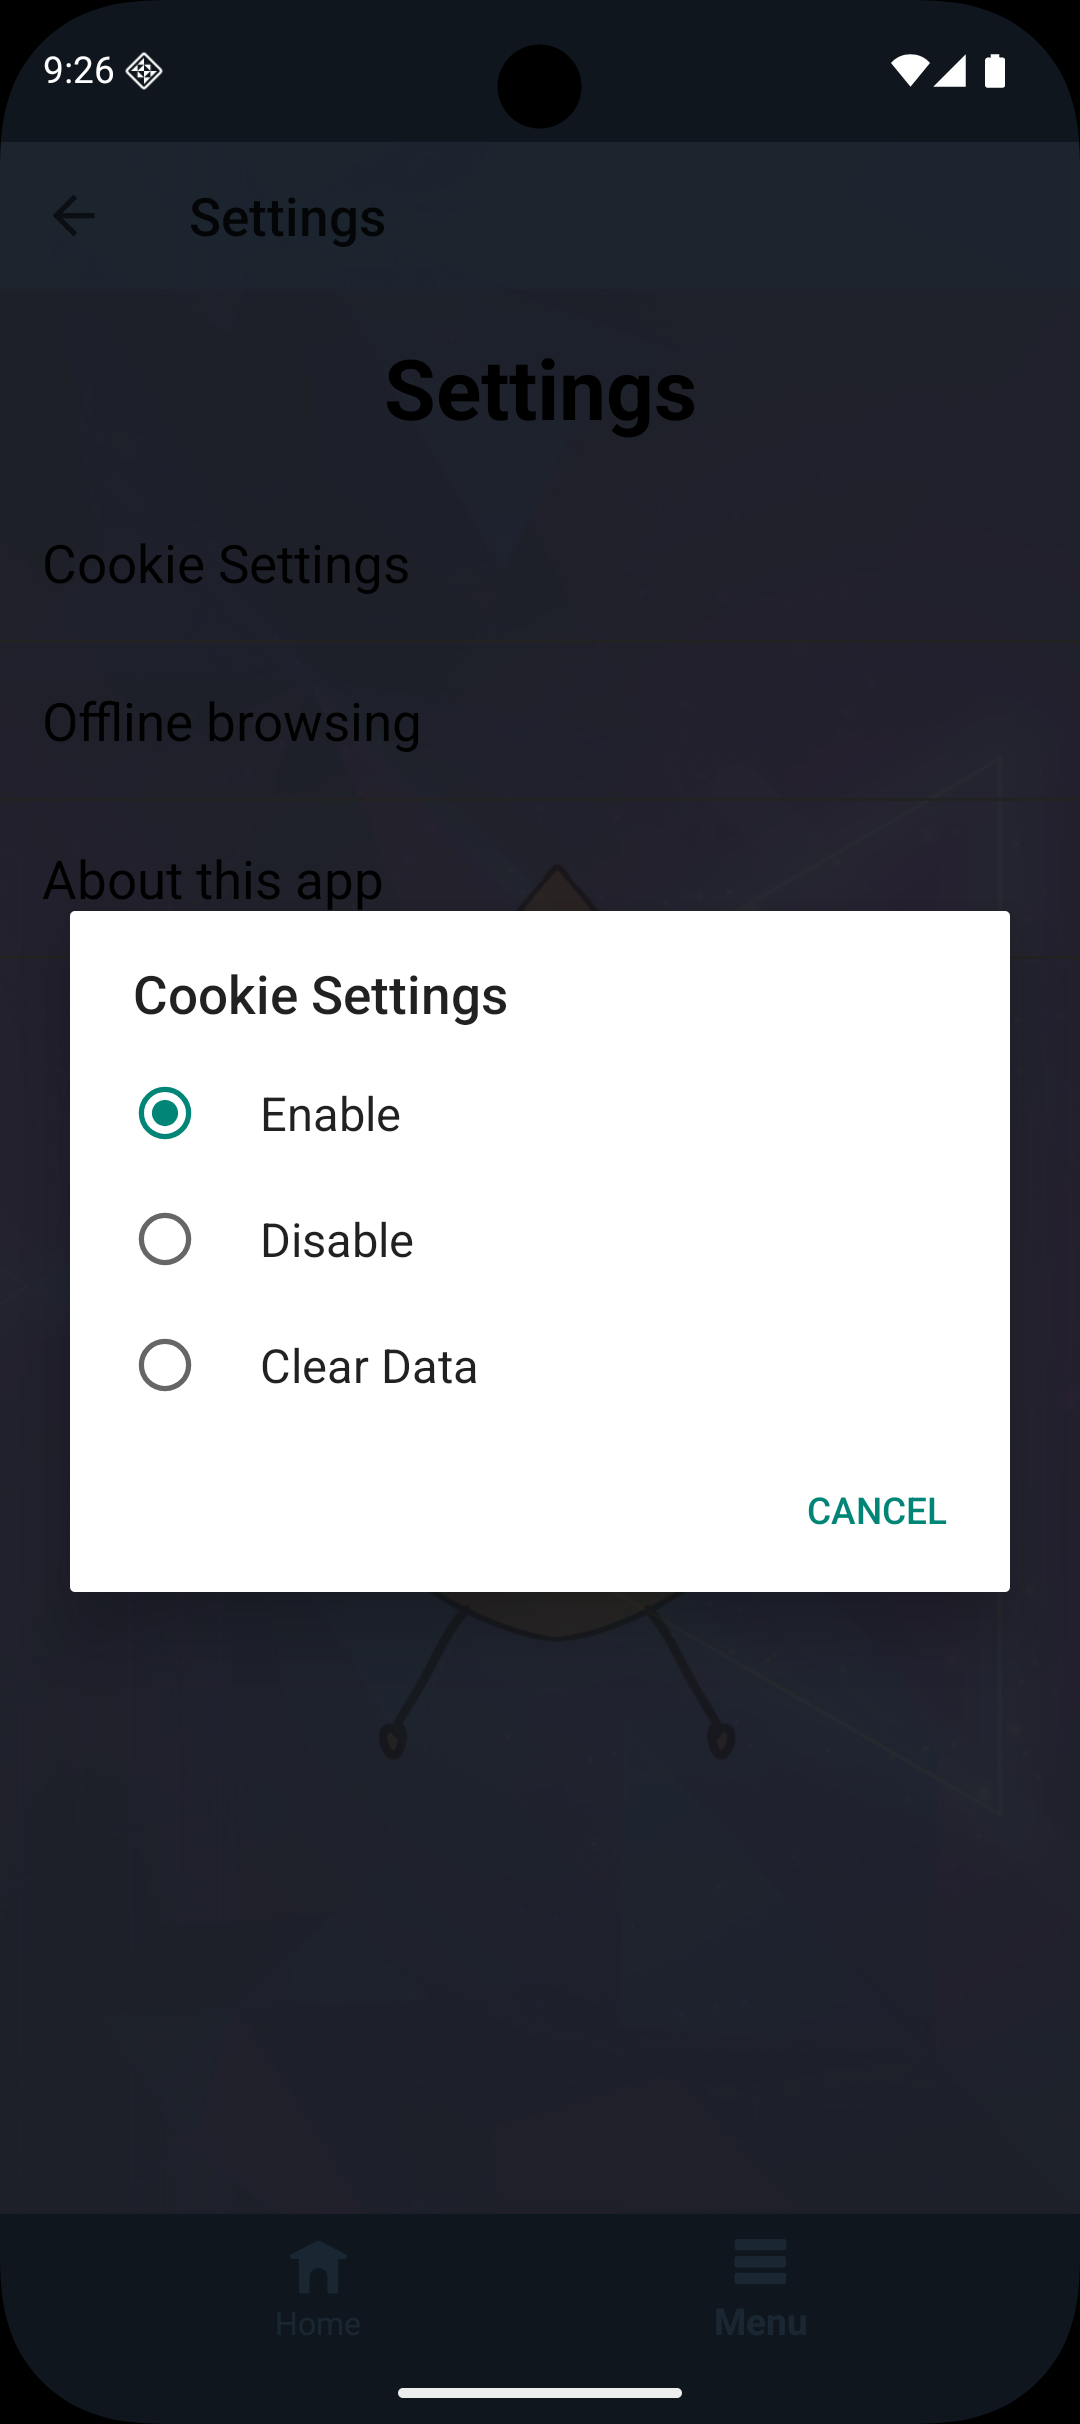 9:26
Settings
Settings
Cookie Settings
Offline browsing
About this app
Cookie Settings
Enable
Disable
Clear Data
CANCEL
Home
Menu